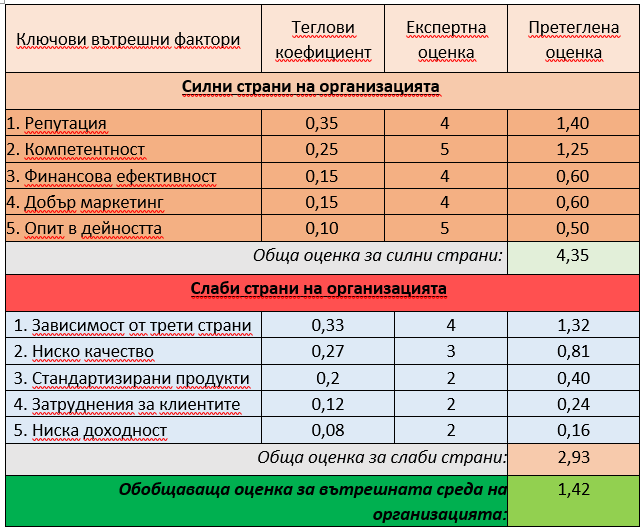 Ключови вътрешни фактори Теглови коефициент Експертна оценка Претеглена оценка
Силни страни на организацията
1. Репутация 0,35 4 1,40
2. Компетентност 0,25 5 1,25
3. Финансова ефективност 0,15 4 0,60
4. Добър маркетинг 0,15 4 0,60
5. Опит в дейността 0,10 5 0,50
Обща оценка за силни страни: 4,35
Слаби страни на организацията
1. Зависимост от трети страни 0,33 4 1,32
2. Ниско качество 0,27 3 0,81
3. Стандартизирани продукти 0,2 2 0,40
4. Затруднения за клиентите 0,12 2 0,24
5. Ниска доходност 0,08 2 0,16
Обща оценка за слаби страни: 2,93
Обобщаваща оценка за вътрешната среда на 1,42
организацията: